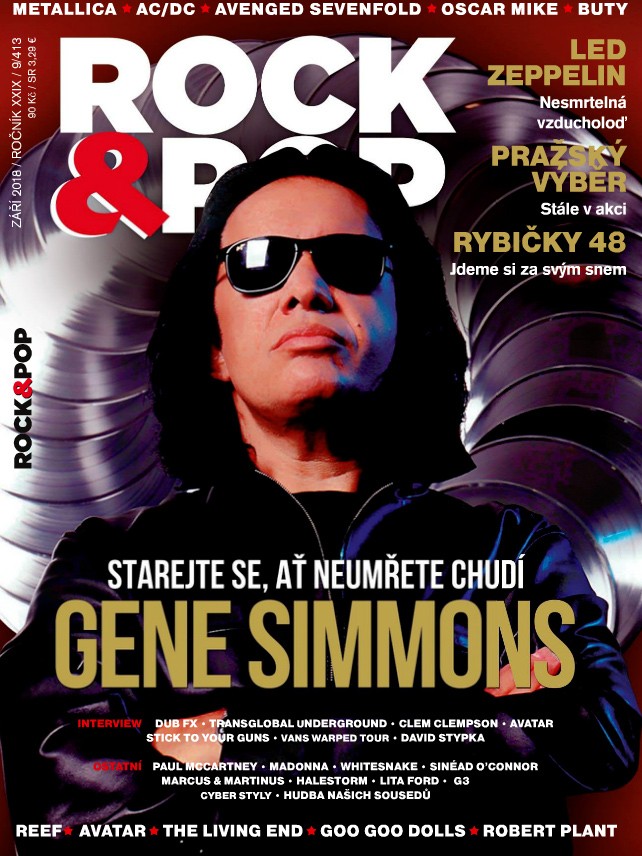 METALLICA ★ AC/DC ★ AVENGED SEVENFOLD ★ OSCAR MIKE ★ BUTY
ROCK
&POP
ZÁŘÍ 2018 / ROČNÍK XXIX / 9/413
90 Kč / SR 3,29 €
LED
ZEPPELIN
Nesmrtelná
vzducholoď
PRAŽSKÝ
VÝBĚR
Stále v akci
RYBIČKY 48
Jdeme si za svým snem
ROCK&POP
STAREJTE SE, AŤ NEUMŘETE CHUDÍ
GENE SIMMONS
INTERVIEW DUB FX • TRANSGLOBAL UNDERGROUND • CLEM CLEMPSON • AVATAR
STICK TO YOUR GUNS • VANS WARPED TOUR • DAVID STYPKA
OSTATNÍ PAUL MCCARTNEY • MADONNA • WHITESNAKE • SINÉAD O'CONNOR
MARCUS & MARTINUS • HALESTORM • LITA FORD • G3
CYBER STYLY • HUDBA NAŠICH SOUSEDŮ
REEF ★ AVATAR ★ THE LIVING END ★ GOO GOO DOLLS ★ ROBERT PLANT